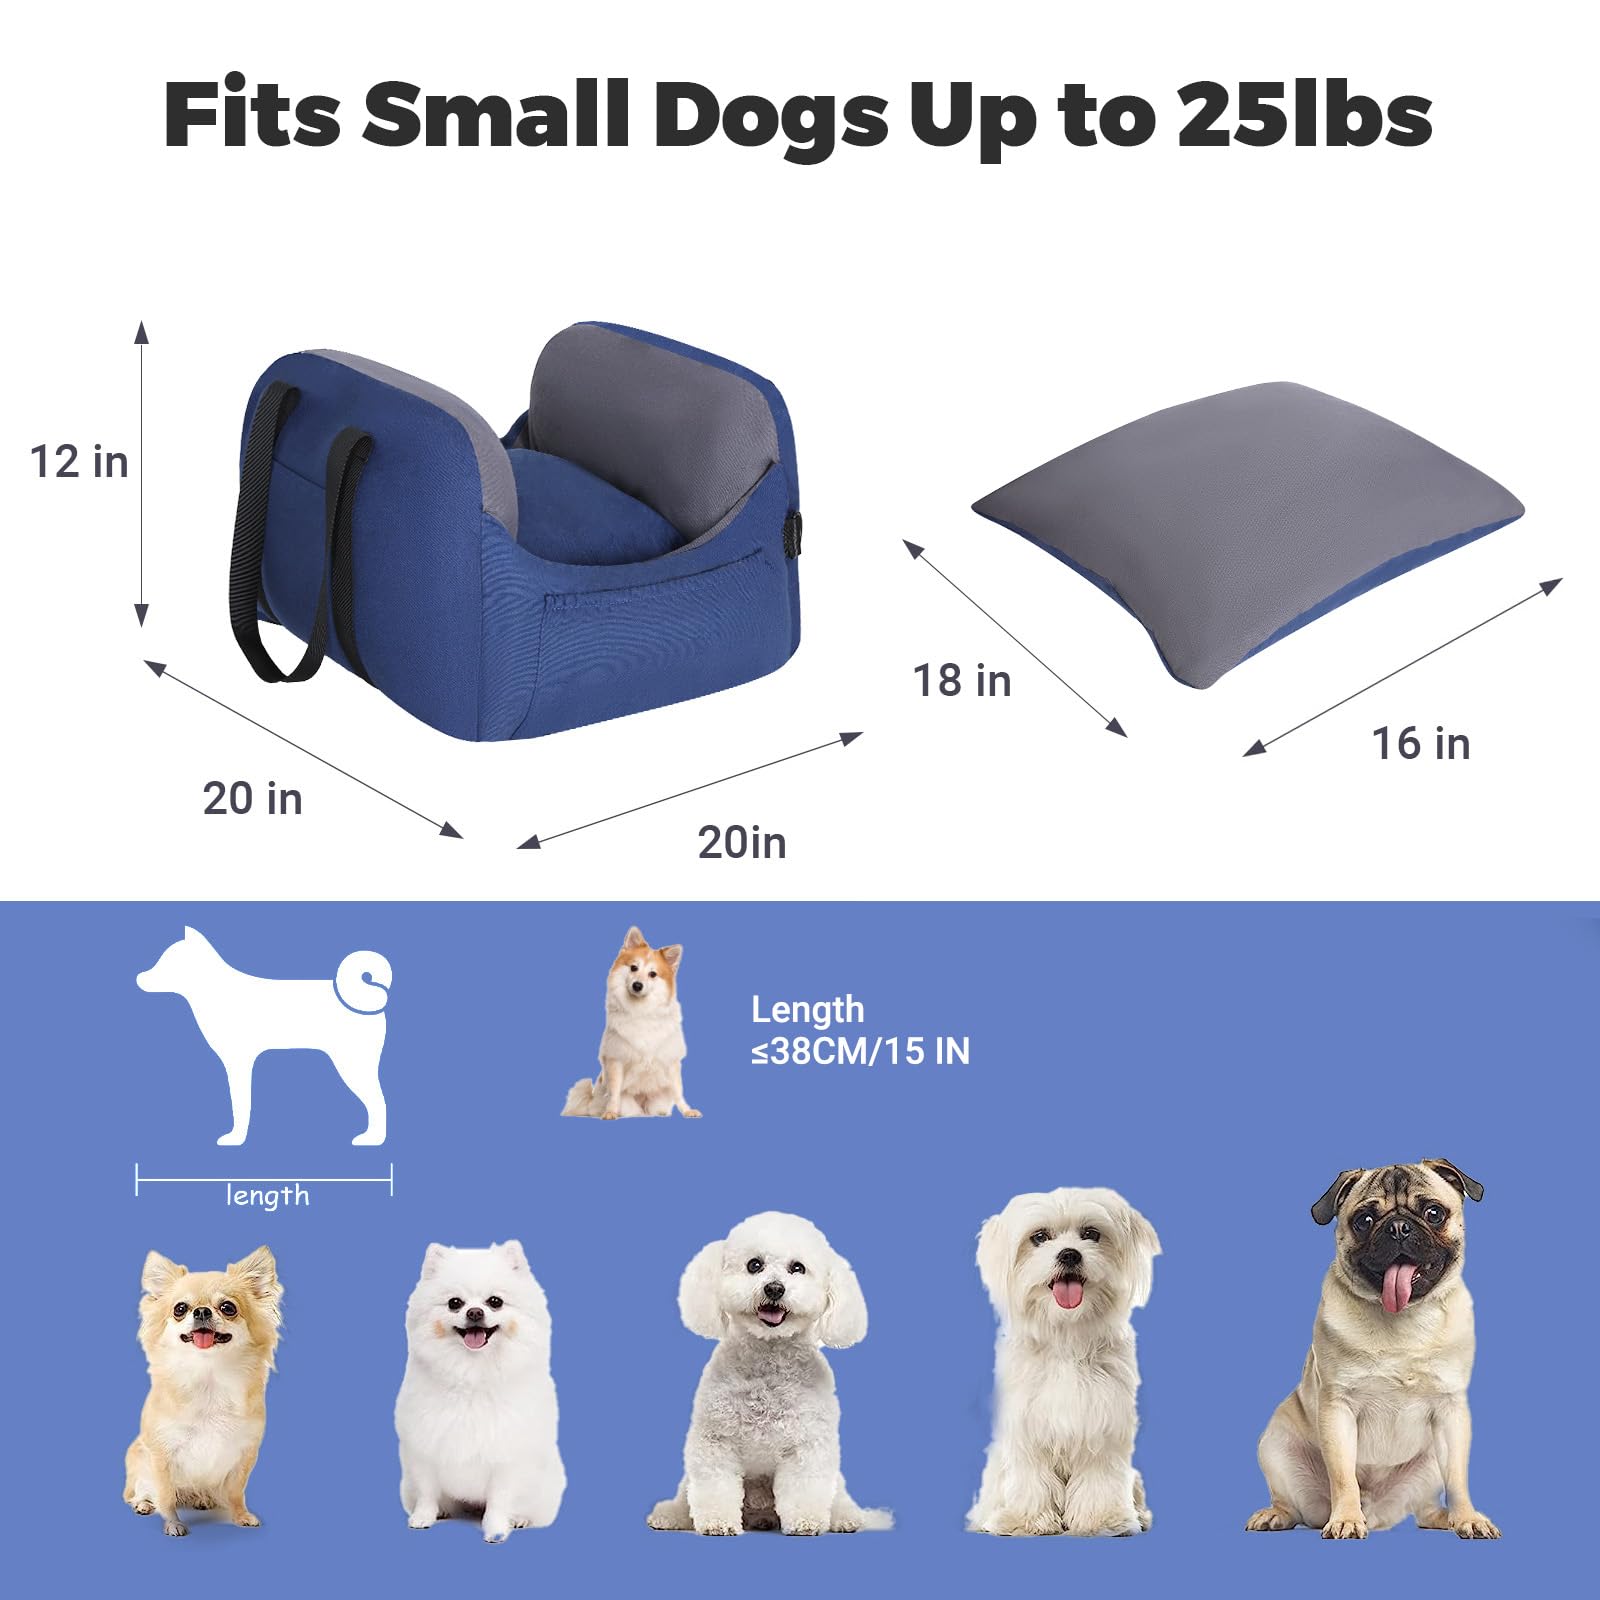 Fits Small Dogs Up to 25lbs
12 in
20 in
20in
18 in
16 in
Length
≤38CM/15 IN
length